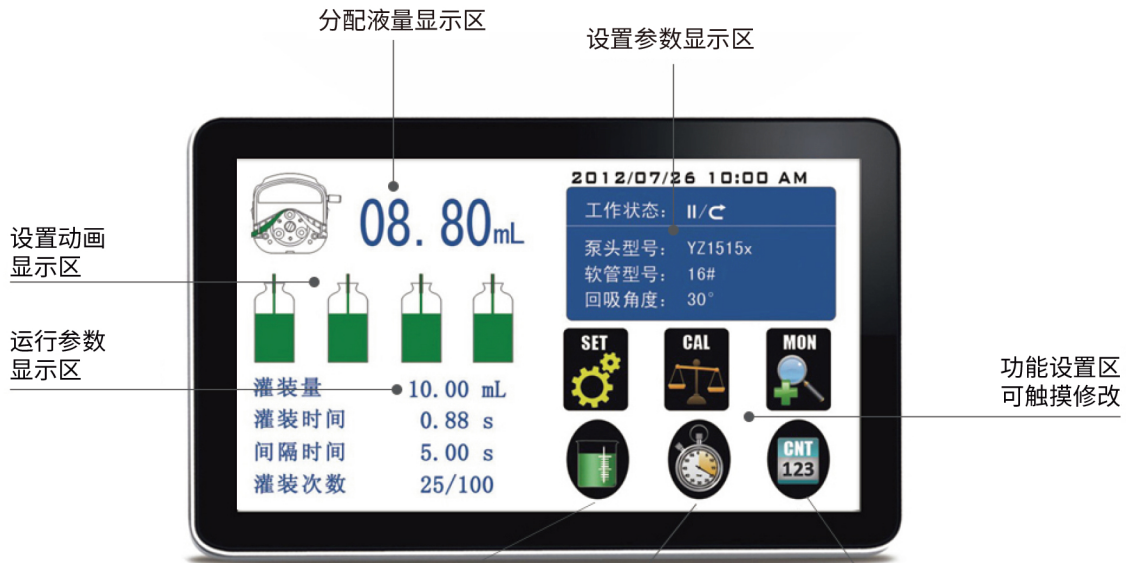 分配液量显示区
设置参数显示区
2012/07/26 10:00 AM
08.80mL
工作状态: II/
泵头型号: YZ1515x
软管型号: 16#
回吸角度: 30°
设置动画
显示区
运行参数
显示区
SET
CAL
MON
功能设置区
可触摸修改
灌装量 10.00 mL
灌装时间 0.88 s
间隔时间 5.00 s
灌装次数 25/100
CNT
123